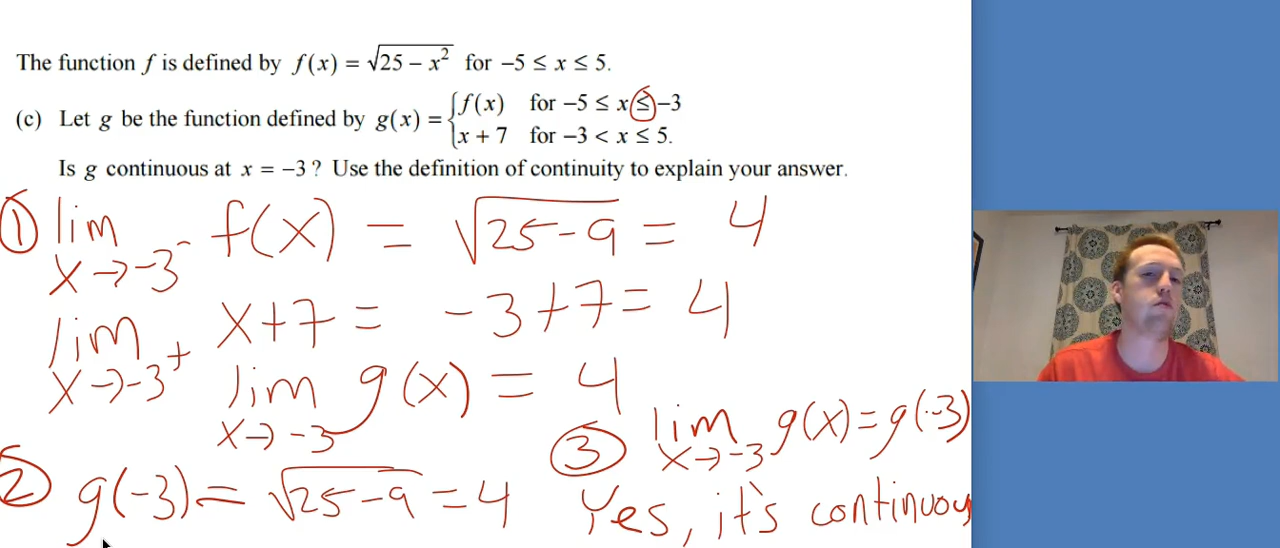 The function f is defined by f(x) = √25 − x² for −5 ≤ x ≤ 5.
(c) Let g be the function defined by g(x) = { f(x) for −5 ≤ x ≤ −3
x + 7 for −3 < x ≤ 5.
Is g continuous at x = −3 ? Use the definition of continuity to explain your answer.
① lim x→-3⁻ f(x) = √25-9 = 4
lim x→-3⁺ x+7 = -3+7 = 4
lim x→-3 g(x) = 4
② g(-3) = √25-9 = 4
③ lim x→-3 g(x) = g(-3)
Yes, it's continuou